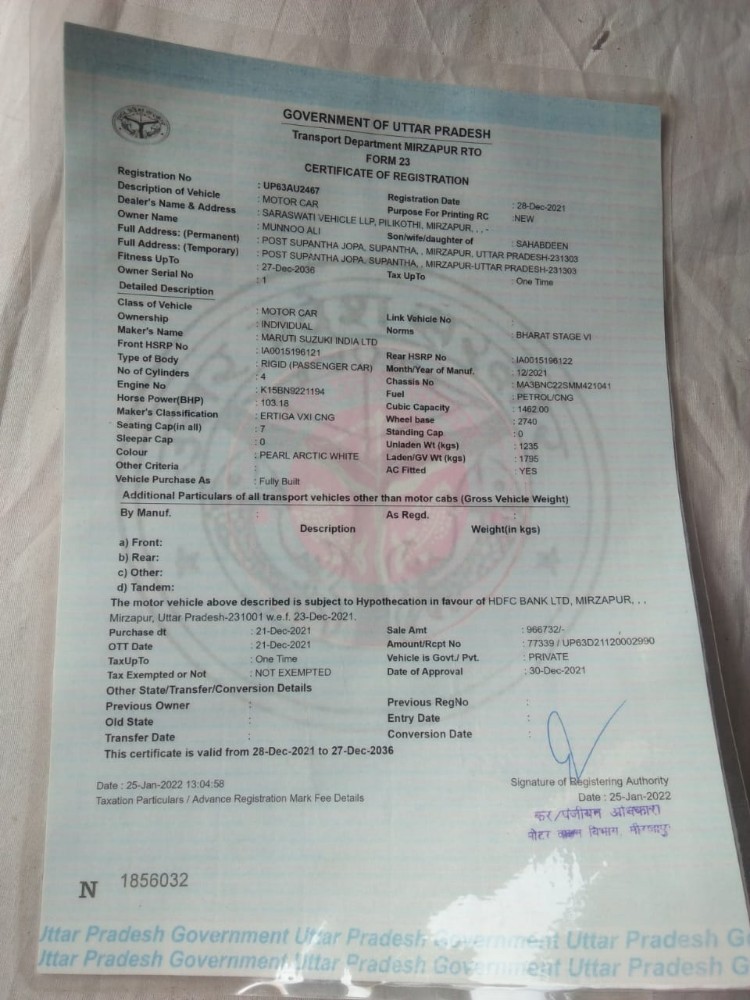 GOVERNMENT OF UTTAR PRADESH
Transport Department MIRZAPUR RTO
FORM 23
CERTIFICATE OF REGISTRATION
Registration No : UP63AU2467 Registration Date : 28-Dec-2021
Description of Vehicle : MOTOR CAR Purpose For Printing RC :NEW
Dealer's Name & Address : SARASWATI VEHICLE LLP, PILIKOTHI, MIRZAPUR, , , -
Owner Name : MUNNOO ALI Son/wife/daughter of : SAHABDEEN
Full Address: (Permanent) : POST SUPANTHA JOPA, SUPANTHA, , MIRZAPUR, UTTAR PRADESH-231303
Full Address: (Temporary) : POST SUPANTHA JOPA, SUPANTHA, , MIRZAPUR-UTTAR PRADESH-231303
Fitness UpTo : 27-Dec-2036 Tax UpTo : One Time
Owner Serial No : 1
Detailed Description
Class of Vehicle : MOTOR CAR Link Vehicle No :
Ownership : INDIVIDUAL Norms : BHARAT STAGE VI
Maker's Name : MARUTI SUZUKI INDIA LTD
Front HSRP No : IA0015196121 Rear HSRP No : IA0015196122
Type of Body : RIGID (PASSENGER CAR) Month/Year of Manuf. : 12/2021
No of Cylinders : 4 Chassis No : MA3BNC22SMM421041
Engine No : K15BN9221194 Fuel : PETROL/CNG
Horse Power(BHP) : 103.18 Cubic Capacity : 1462.00
Maker's Classification : ERTIGA VXI CNG Wheel base : 2740
Seating Cap(in all) : 7 Standing Cap : 0
Sleepar Cap : 0 Unladen Wt (kgs) : 1235
Colour : PEARL ARCTIC WHITE Laden/GV Wt (kgs) : 1795
Other Criteria : AC Fitted : YES
Vehicle Purchase As : Fully Built
Additional Particulars of all transport vehicles other than motor cabs (Gross Vehicle Weight)
By Manuf. : As Regd. :
Description Weight(in kgs)
a) Front:
b) Rear:
c) Other:
d) Tandem:
The motor vehicle above described is subject to Hypothecation in favour of HDFC BANK LTD, MIRZAPUR, , ,
Mirzapur, Uttar Pradesh-231001 w.e.f. 23-Dec-2021.
Purchase dt : 21-Dec-2021 Sale Amt : 966732/-
OTT Date : 21-Dec-2021 Amount/Rcpt No : 77339 / UP63D21120002990
TaxUpTo : One Time Vehicle is Govt./ Pvt. : PRIVATE
Tax Exempted or Not : NOT EXEMPTED Date of Approval : 30-Dec-2021
Other State/Transfer/Conversion Details
Previous Owner : Previous RegNo :
Old State : Entry Date :
Transfer Date : Conversion Date :
This certificate is valid from 28-Dec-2021 to 27-Dec-2036
Date : 25-Jan-2022 13:04:58 Signature of Registering Authority
Taxation Particulars / Advance Registration Mark Fee Details Date : 25-Jan-2022
कर/पंजीयन अधिकारी
मोटर वाहन विभाग, मीरजापुर
N 1856032
Uttar Pradesh Government Uttar Pradesh Government Uttar Pradesh
Uttar Pradesh Government Uttar Pradesh Government Uttar Pradesh